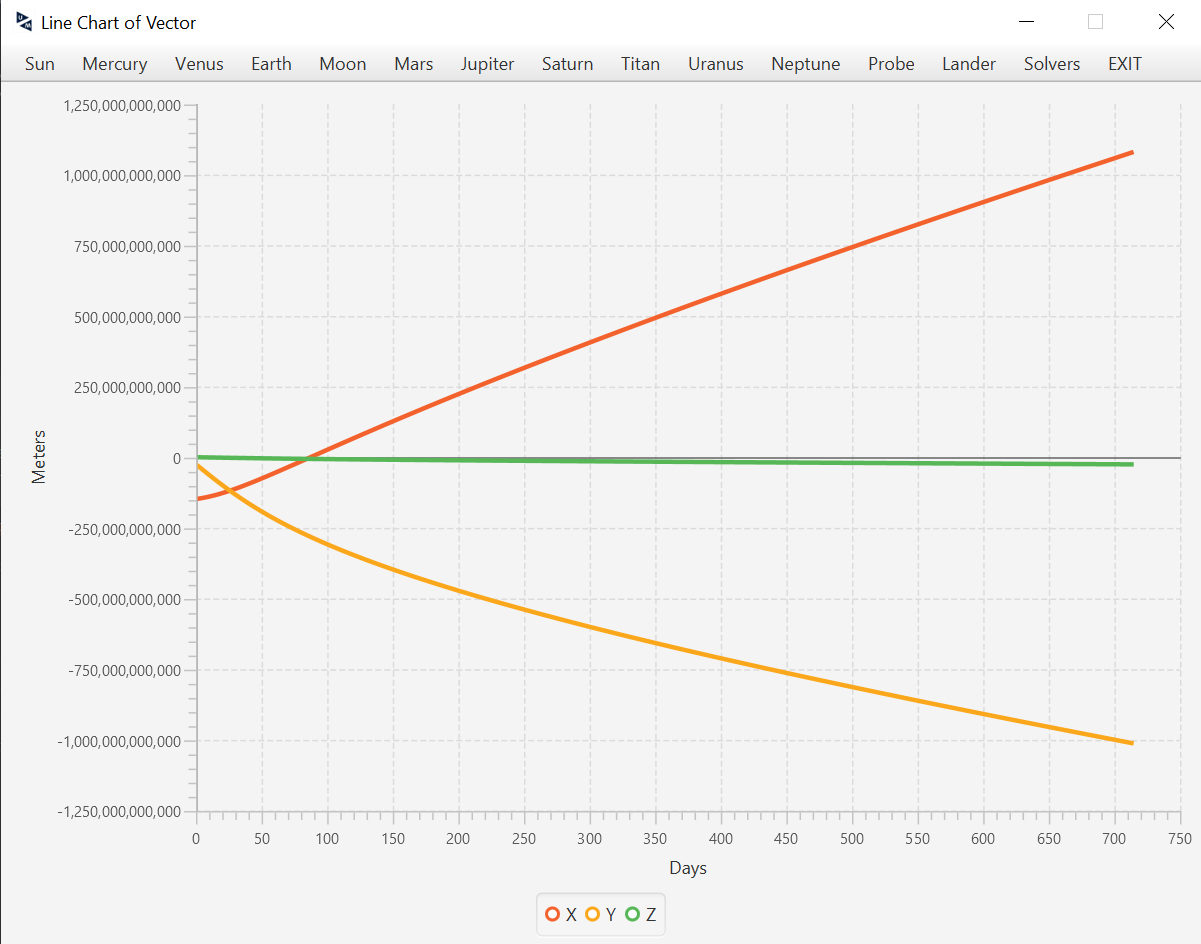 Line Chart of Vector
Sun Mercury Venus Earth Moon Mars Jupiter Saturn Titan Uranus Neptune Probe Lander Solvers EXIT
1,250,000,000,000
1,000,000,000,000
750,000,000,000
500,000,000,000
250,000,000,000
0
-250,000,000,000
-500,000,000,000
-750,000,000,000
-1,000,000,000,000
-1,250,000,000,000
Meters
0 50 100 150 200 250 300 350 400 450 500 550 600 650 700 750
Days
X Y Z